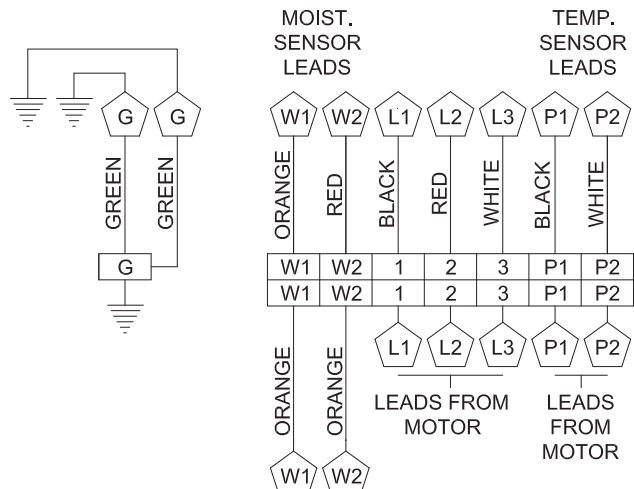 MOIST.
SENSOR
LEADS
TEMP.
SENSOR
LEADS
G G
W1 W2 L1 L2 L3 P1 P2
GREEN
GREEN
ORANGE
RED
BLACK
RED
WHITE
BLACK
WHITE
G
W1 W2 1 2 3 P1 P2
W1 W2 1 2 3 P1 P2
L1 L2 L3 P1 P2
ORANGE
ORANGE
LEADS FROM
MOTOR
LEADS
FROM
MOTOR
W1 W2